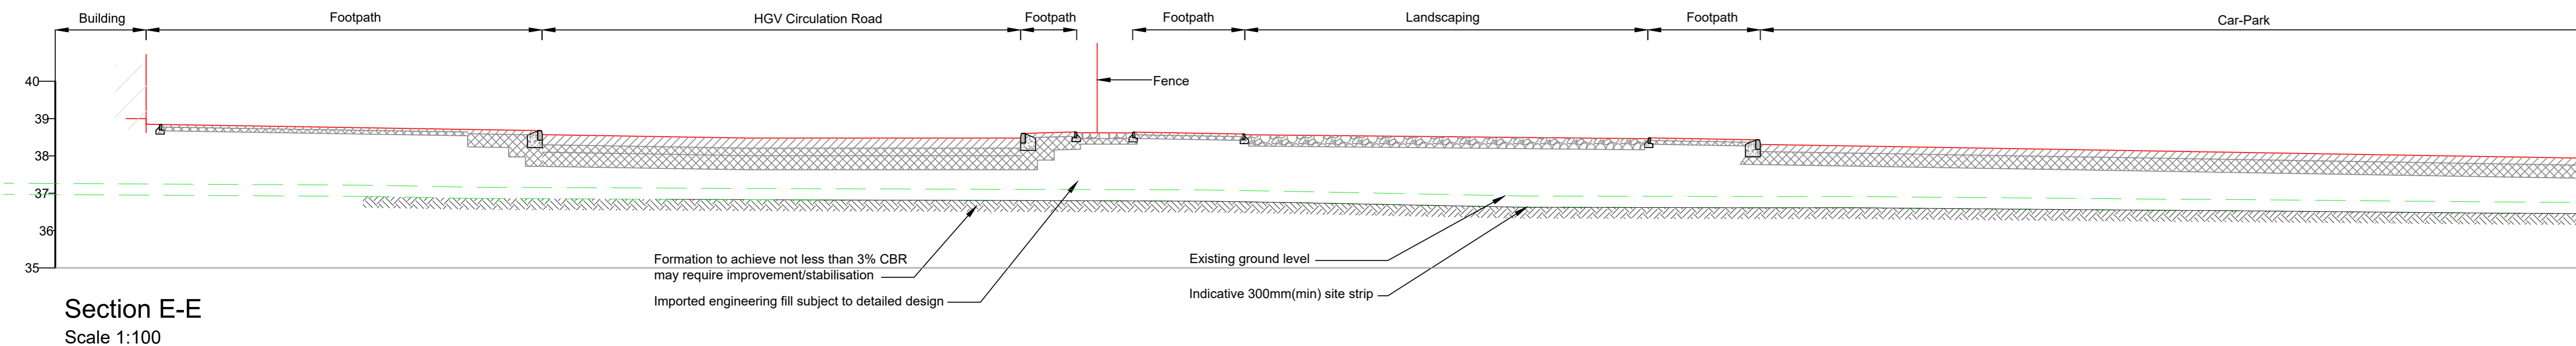 Building
Footpath
HGV Circulation Road
Footpath
Footpath
Landscaping
Footpath
Car-Park
Fence
40
39
38
37
36
35
Formation to achieve not less than 3% CBR
may require improvement/stabilisation
Imported engineering fill subject to detailed design
Existing ground level
Indicative 300mm(min) site strip
Section E-E
Scale 1:100